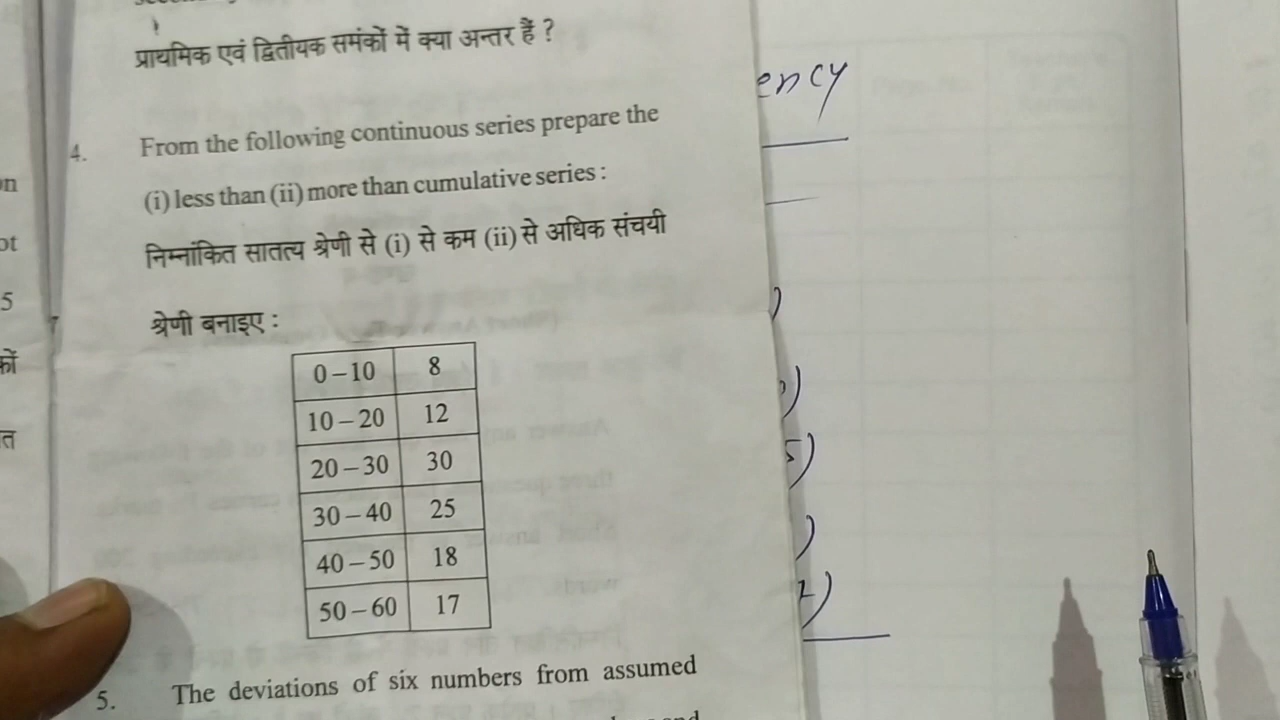 प्राथमिक एवं द्वितीयक समंकों में क्या अन्तर हैं ?
4. From the following continuous series prepare the
(i) less than (ii) more than cumulative series :
निम्नांकित सातत्य श्रेणी से (i) से कम (ii) से अधिक संचयी
श्रेणी बनाइए :
0 – 10 8
10 – 20 12
20 – 30 30
30 – 40 25
40 – 50 18
50 – 60 17
5. The deviations of six numbers from assumed
ency